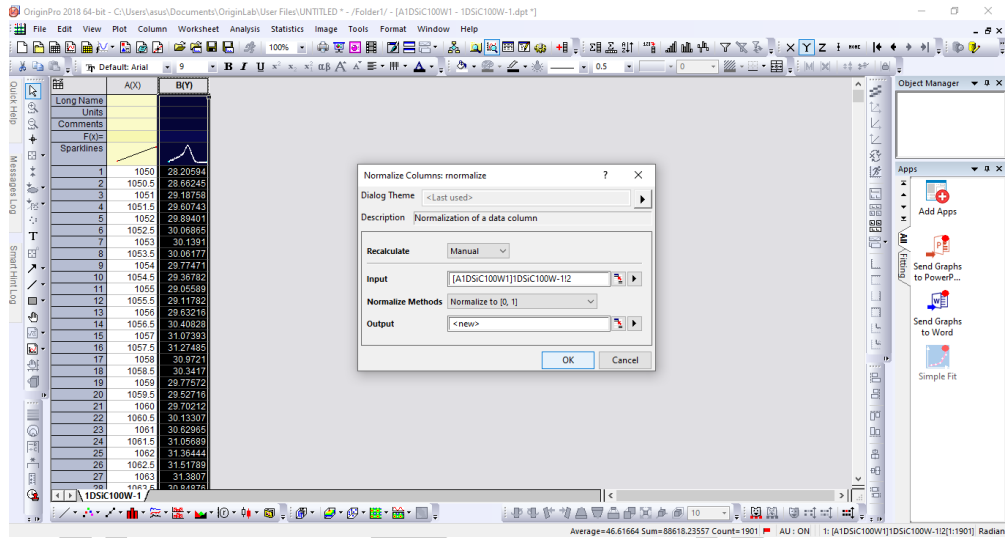 OriginPro 2018 64-bit - C:\Users\asus\Documents\OriginLab\User Files\UNTITLED * - /Folder1/ - [A1DSiC100W1 - 1DSiC100W-1.dpt *]
File Edit View Plot Column Worksheet Analysis Statistics Image Tools Format Window Help
100%
X Y Z
Default: Arial 9 B I U αβ A A 0.5 0
Quick Help
Messages Log
Smart Hint Log
A(X) B(Y)
Long Name
Units
Comments
F(x)=
Sparklines
1 1050 28.20594
2 1050.5 28.66245
3 1051 29.18758
4 1051.5 29.60743
5 1052 29.89401
6 1052.5 30.06865
7 1053 30.1391
8 1053.5 30.06177
9 1054 29.77471
10 1054.5 29.36782
11 1055 29.05589
12 1055.5 29.11782
13 1056 29.63216
14 1056.5 30.40828
15 1057 31.07393
16 1057.5 31.27485
17 1058 30.9721
18 1058.5 30.3417
19 1059 29.77572
20 1059.5 29.52716
21 1060 29.70212
22 1060.5 30.13307
23 1061 30.62965
24 1061.5 31.05689
25 1062 31.36444
26 1062.5 31.51789
27 1063 31.3807
28 1063.5 30.84876
1DSiC100W-1
Normalize Columns: rnormalize ? X
Dialog Theme <Last used>
Description Normalization of a data column
Recalculate Manual
Input [A1DSiC100W1]1DSiC100W-1!2
Normalize Methods Normalize to [0, 1]
Output <new>
OK Cancel
Object Manager
Apps
All
Fitting
Add Apps
Send Graphs
to PowerP...
Send Graphs
to Word
Simple Fit
T
10
Average=46.61664 Sum=88618.23557 Count=1901 AU : ON 1: [A1DSiC100W1]1DSiC100W-1!2[1:1901] Radian